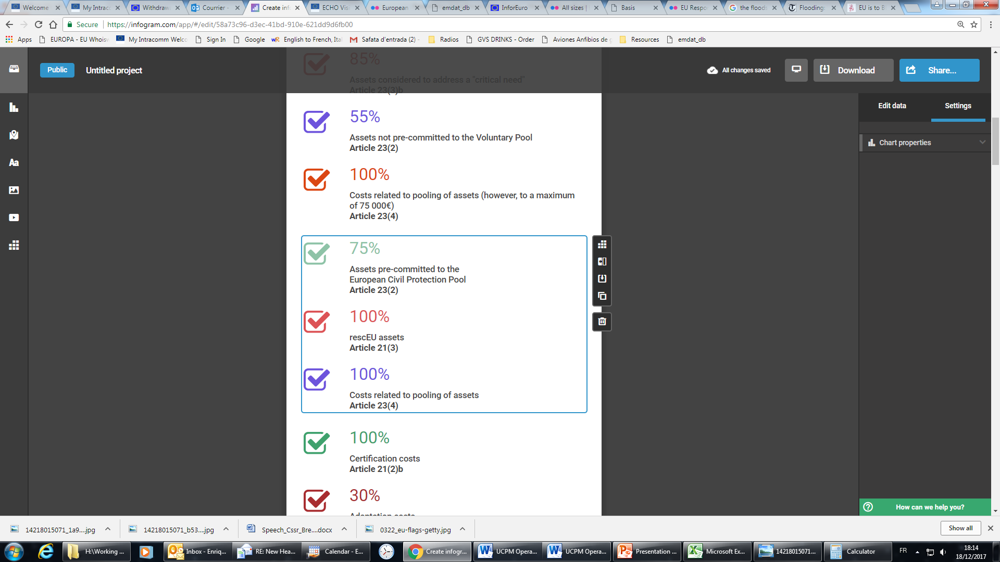 Welcome
My Intrac
Withdraw
Courrier -
Create inf
ECHO Visi
European
emdat_db
InforEuro
All sizes |
Basis
EU Respo
the floods
Flooding:
EU is to B
Secure
https://infogram.com/app/#/edit/58a73c96-d3ec-41bd-910e-621dd9d6fb00
Apps
EUROPA - EU Whoisw
My Intracomm Welco
Sign In
Google
English to French, Ital
Safata d'entrada (2) -
Radios
GVS DRINKS - Order
Aviones Anfibios de g
Resources
emdat_db
Public
Untitled project
All changes saved
Download
Share...
Edit data
Settings
Chart properties
85%
Assets considered to address a "critical need"
Article 23(3)b
55%
Assets not pre-committed to the Voluntary Pool
Article 23(2)
100%
Costs related to pooling of assets (however, to a maximum
of 75 000€)
Article 23(4)
75%
Assets pre-committed to the
European Civil Protection Pool
Article 23(2)
100%
rescEU assets
Article 21(3)
100%
Costs related to pooling of assets
Article 23(4)
100%
Certification costs
Article 21(2)b
30%
Adaptation costs
How can we help you?
14218015071_1a9....jpg
14218015071_b53....jpg
Speech_Cssr_Bre....docx
0322_eu-flags-getty.jpg
Show all
H:\Working ...
Inbox - Enriq...
RE: New Hea...
Calendar - E...
Create infogr...
UCPM Opera...
UCPM Opera...
Presentation ...
Microsoft Ex...
14218015071...
Calculator
FR
18:14
18/12/2017